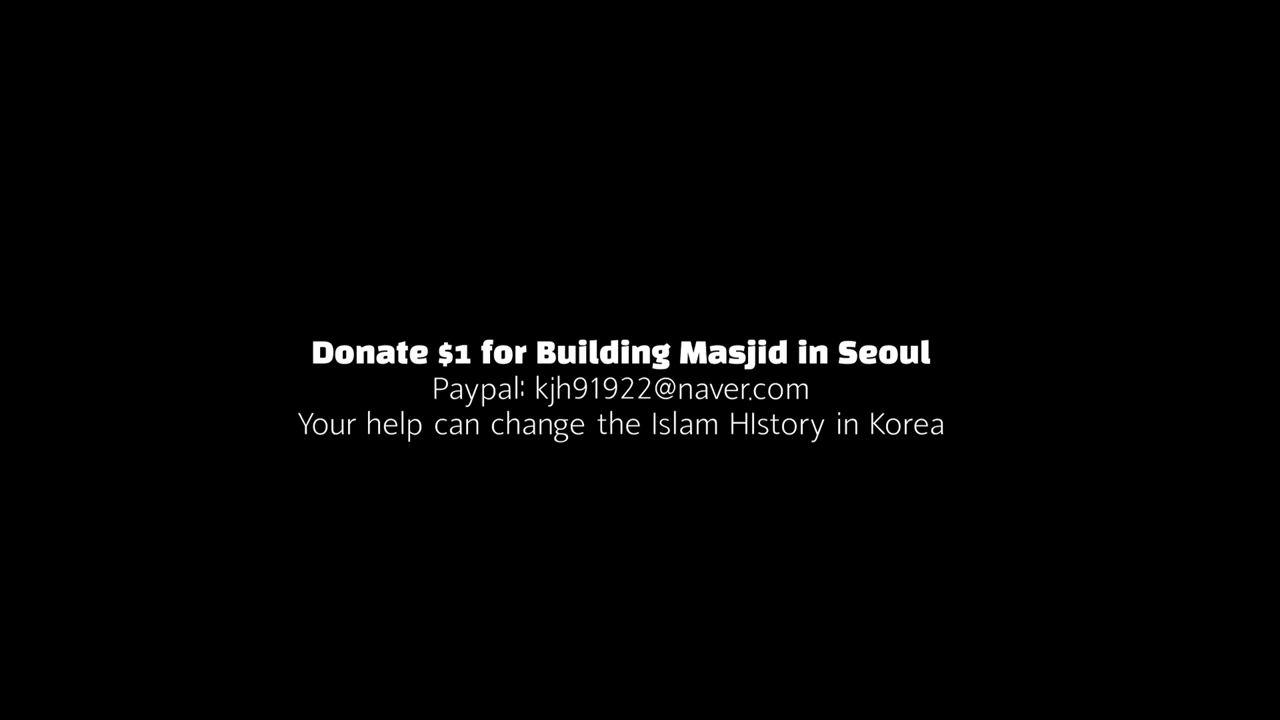 Donate $1 for Building Masjid in Seoul
Paypal: kjh91922@naver.com
Your help can change the Islam HIstory in Korea